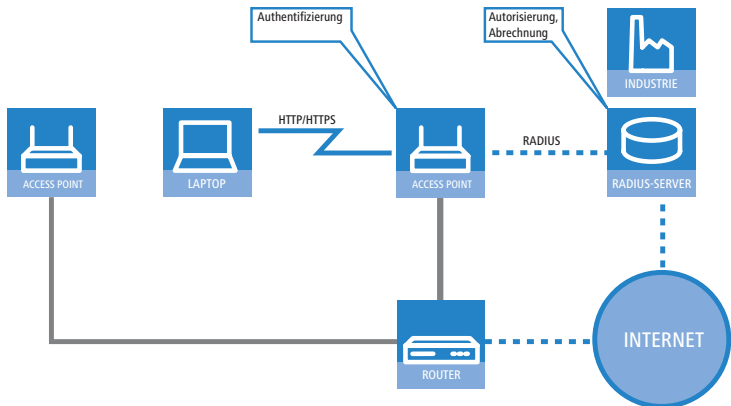 Authentifizierung
Autorisierung,
Abrechnung
INDUSTRIE
HTTP/HTTPS
RADIUS
ACCESS POINT
LAPTOP
ACCESS POINT
RADIUS-SERVER
INTERNET
ROUTER